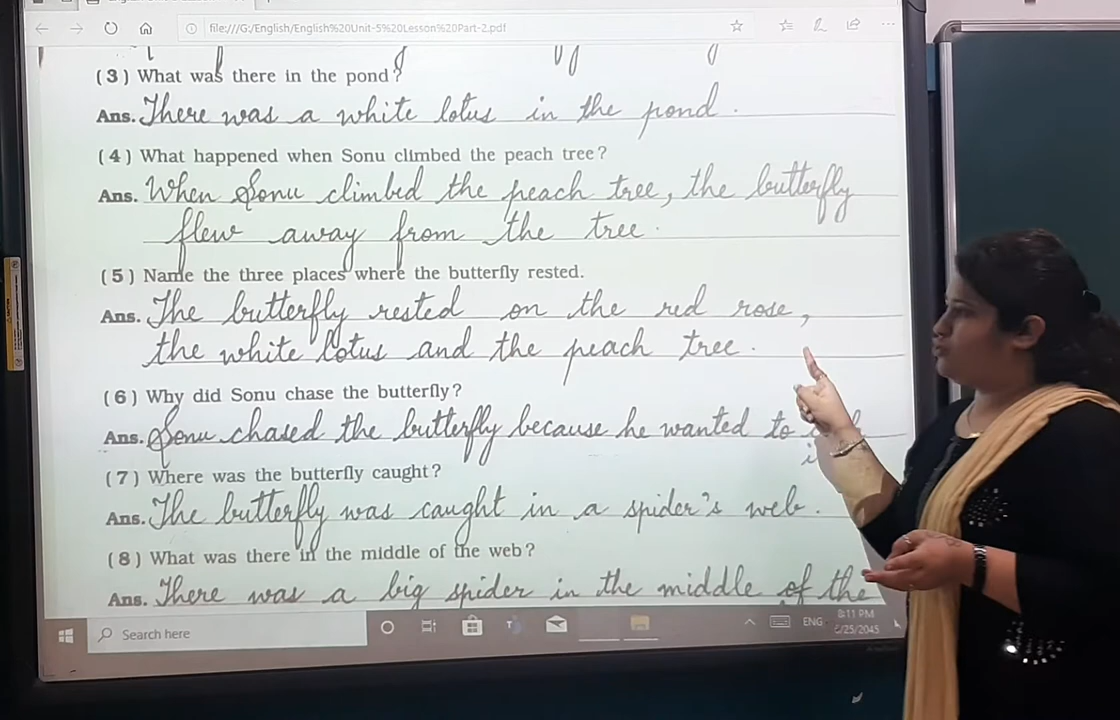 file:///G:/English/English%20Unit-5%20Lesson%20Part-2.pdf
(3) What was there in the pond?
Ans. There was a white lotus in the pond.
(4) What happened when Sonu climbed the peach tree?
Ans. When Sonu climbed the peach tree, the butterfly
flew away from the tree.
(5) Name the three places where the butterfly rested.
Ans. The butterfly rested on the red rose,
the white lotus and the peach tree.
(6) Why did Sonu chase the butterfly?
Ans. Sonu chased the butterfly because he wanted to
(7) Where was the butterfly caught?
Ans. The butterfly was caught in a spider's web.
(8) What was there in the middle of the web?
Ans. There was a big spider in the middle of the
Search here
ENG
8:11 PM
/25/2045